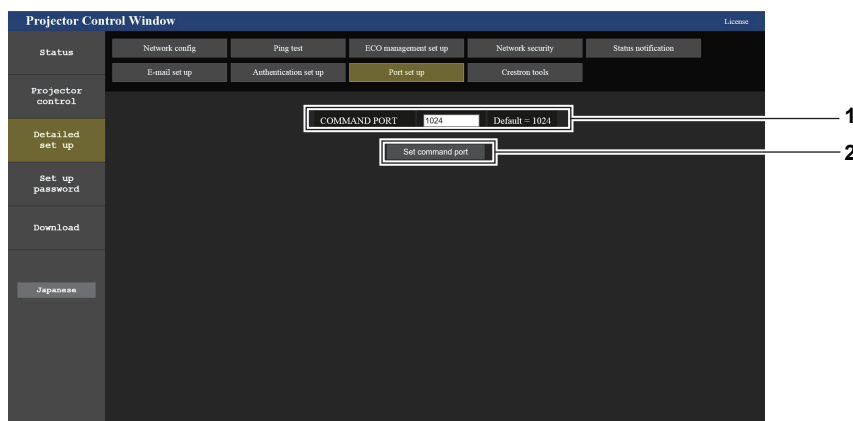 Projector Control Window
License
Status
Network config
Ping test
ECO management set up
Network security
Status notification
E-mail set up
Authentication set up
Port set up
Crestron tools
Projector
control
COMMAND PORT 1024 Default = 1024
1
Detailed
set up
Set command port
2
Set up
password
Download
Japanese